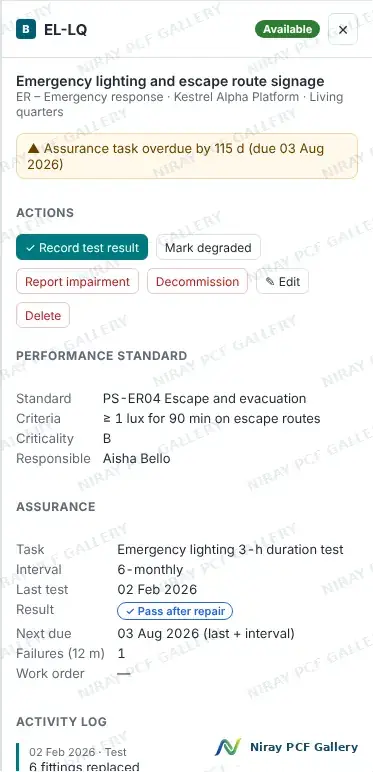 B EL-LQ Available ×
Emergency lighting and escape route signage
ER – Emergency response · Kestrel Alpha Platform · Living
quarters
▲ Assurance task overdue by 115 d (due 03 Aug
2026)
ACTIONS
✓ Record test result Mark degraded
Report impairment Decommission ✎ Edit
Delete
PERFORMANCE STANDARD
Standard PS-ER04 Escape and evacuation
Criteria ≥ 1 lux for 90 min on escape routes
Criticality B
Responsible Aisha Bello
ASSURANCE
Task Emergency lighting 3-h duration test
Interval 6-monthly
Last test 02 Feb 2026
Result ✓ Pass after repair
Next due 03 Aug 2026 (last + interval)
Failures (12 m) 1
Work order —
ACTIVITY LOG
02 Feb 2026 · Test
6 fittings replaced
Niray PCF Gallery
NIRAY PCF GALLERY